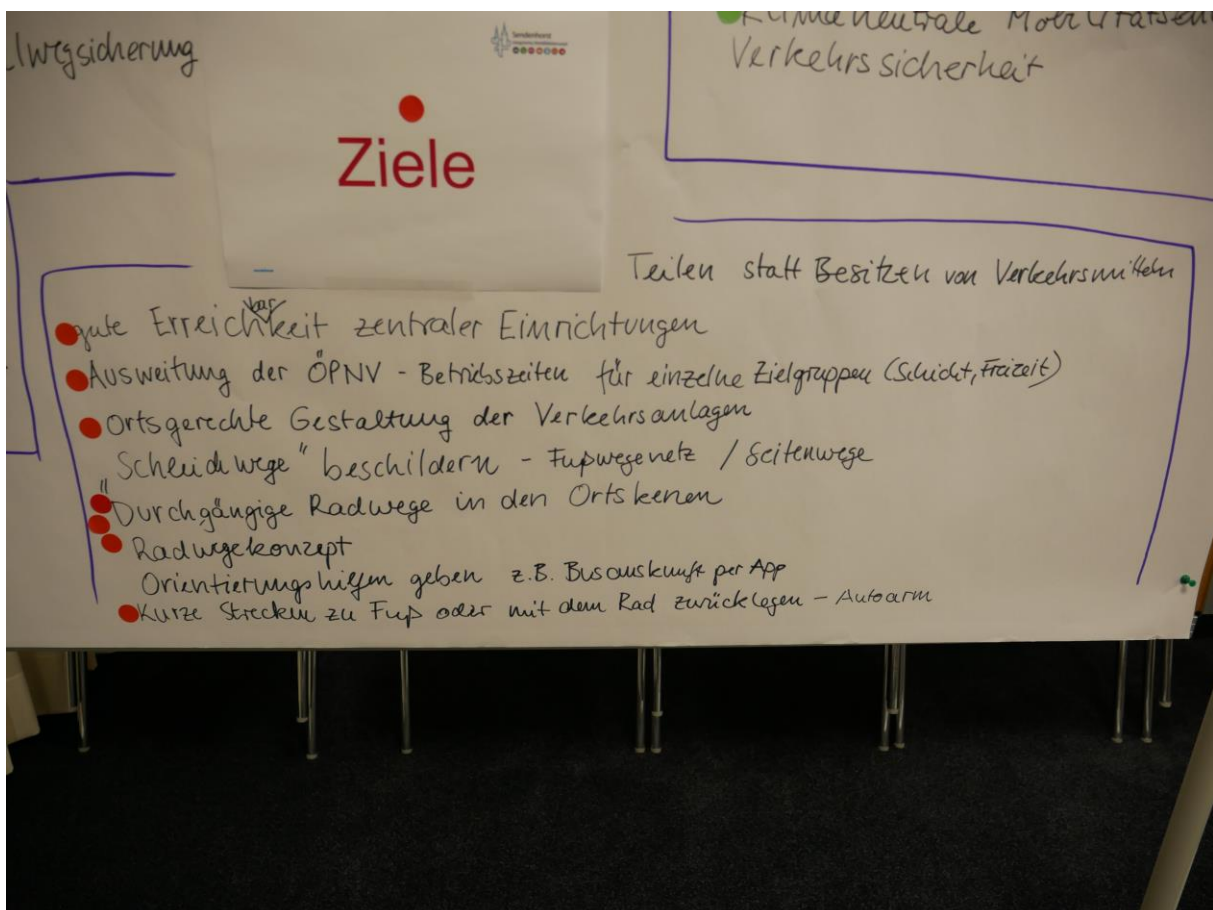 lwegsicherung
Sendenhorst
Ziele
Klimaneutrale
Verkehrssicherheit
Teilen statt Besitzen von Verkehrsmitteln
gute Erreichbarkeit zentraler Einrichtungen
Ausweitung der ÖPNV - Betriebszeiten für einzelne Zielgruppen (Schicht, Freizeit)
Ortsgerechte Gestaltung der Verkehrsanlagen
"Schleichwege" beschildern - Fußwegenetz / Seitenwege
Durchgängige Radwege in den Ortskernen
Radwegekonzept
Orientierungshilfen geben z.B. Busauskunft per App
Kurze Strecken zu Fuß oder mit dem Rad zurücklegen - Autoarm